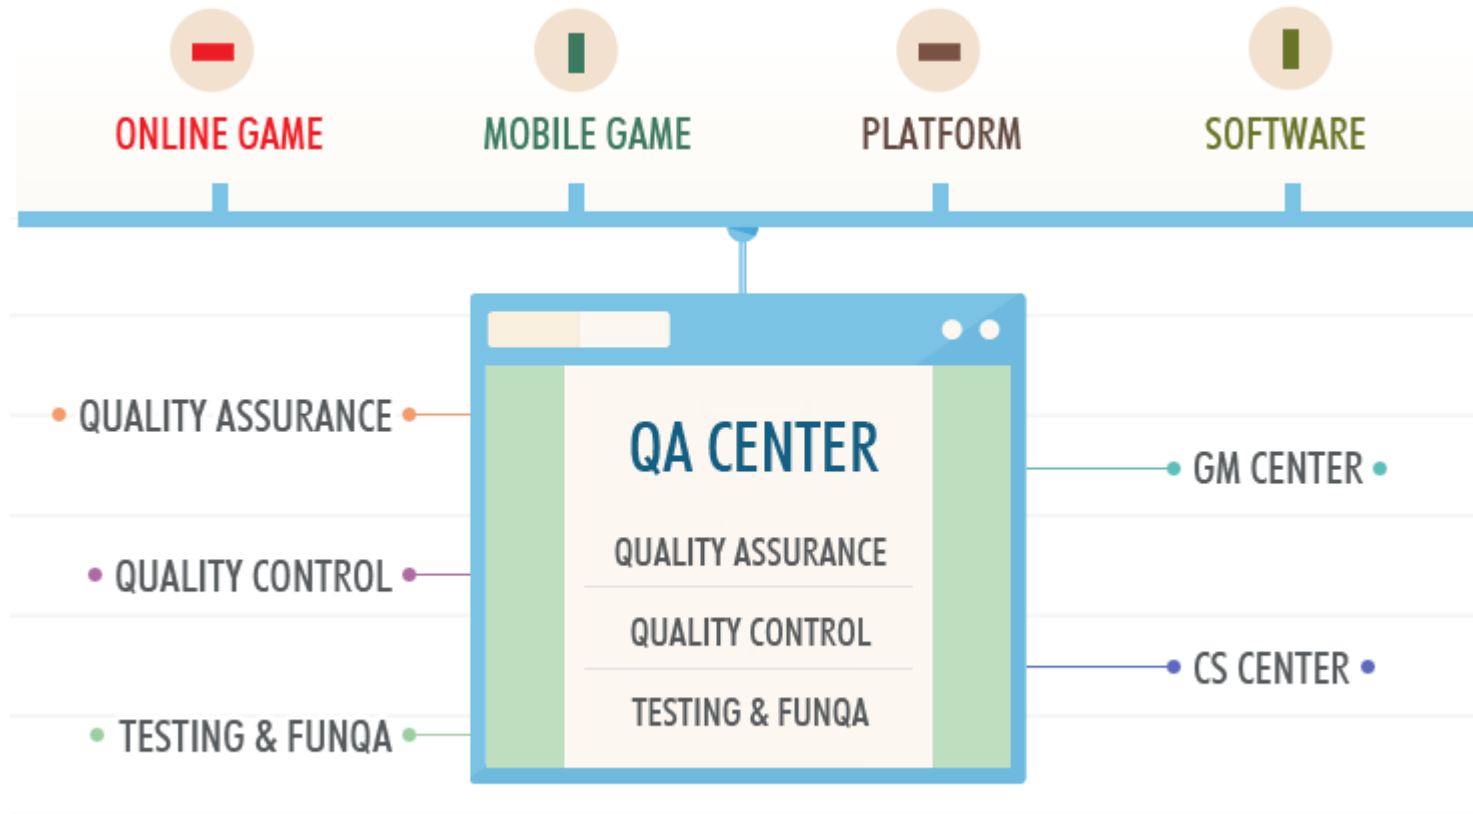 ONLINE GAME
MOBILE GAME
PLATFORM
SOFTWARE
QUALITY ASSURANCE
QUALITY CONTROL
TESTING & FUNQA
QA CENTER
QUALITY ASSURANCE
QUALITY CONTROL
TESTING & FUNQA
GM CENTER
CS CENTER